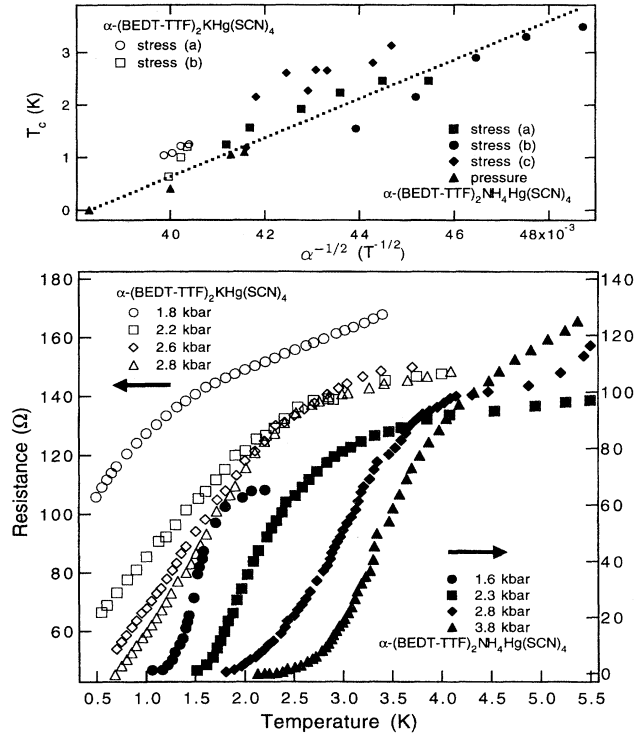 α-(BEDT-TTF)₂KHg(SCN)₄
stress (a)
stress (b)
3
2
1
0
T_c (K)
stress (a)
stress (b)
stress (c)
pressure
α-(BEDT-TTF)₂NH₄Hg(SCN)₄
40
42
44
46
48x10⁻³
α⁻¹/² (T⁻¹/²)
180
160
140
120
100
80
60
Resistance (Ω)
α-(BEDT-TTF)₂KHg(SCN)₄
1.8 kbar
2.2 kbar
2.6 kbar
2.8 kbar
140
120
100
80
60
40
20
0
1.6 kbar
2.3 kbar
2.8 kbar
3.8 kbar
α-(BEDT-TTF)₂NH₄Hg(SCN)₄
0.5 1.0 1.5 2.0 2.5 3.0 3.5 4.0 4.5 5.0 5.5
Temperature (K)